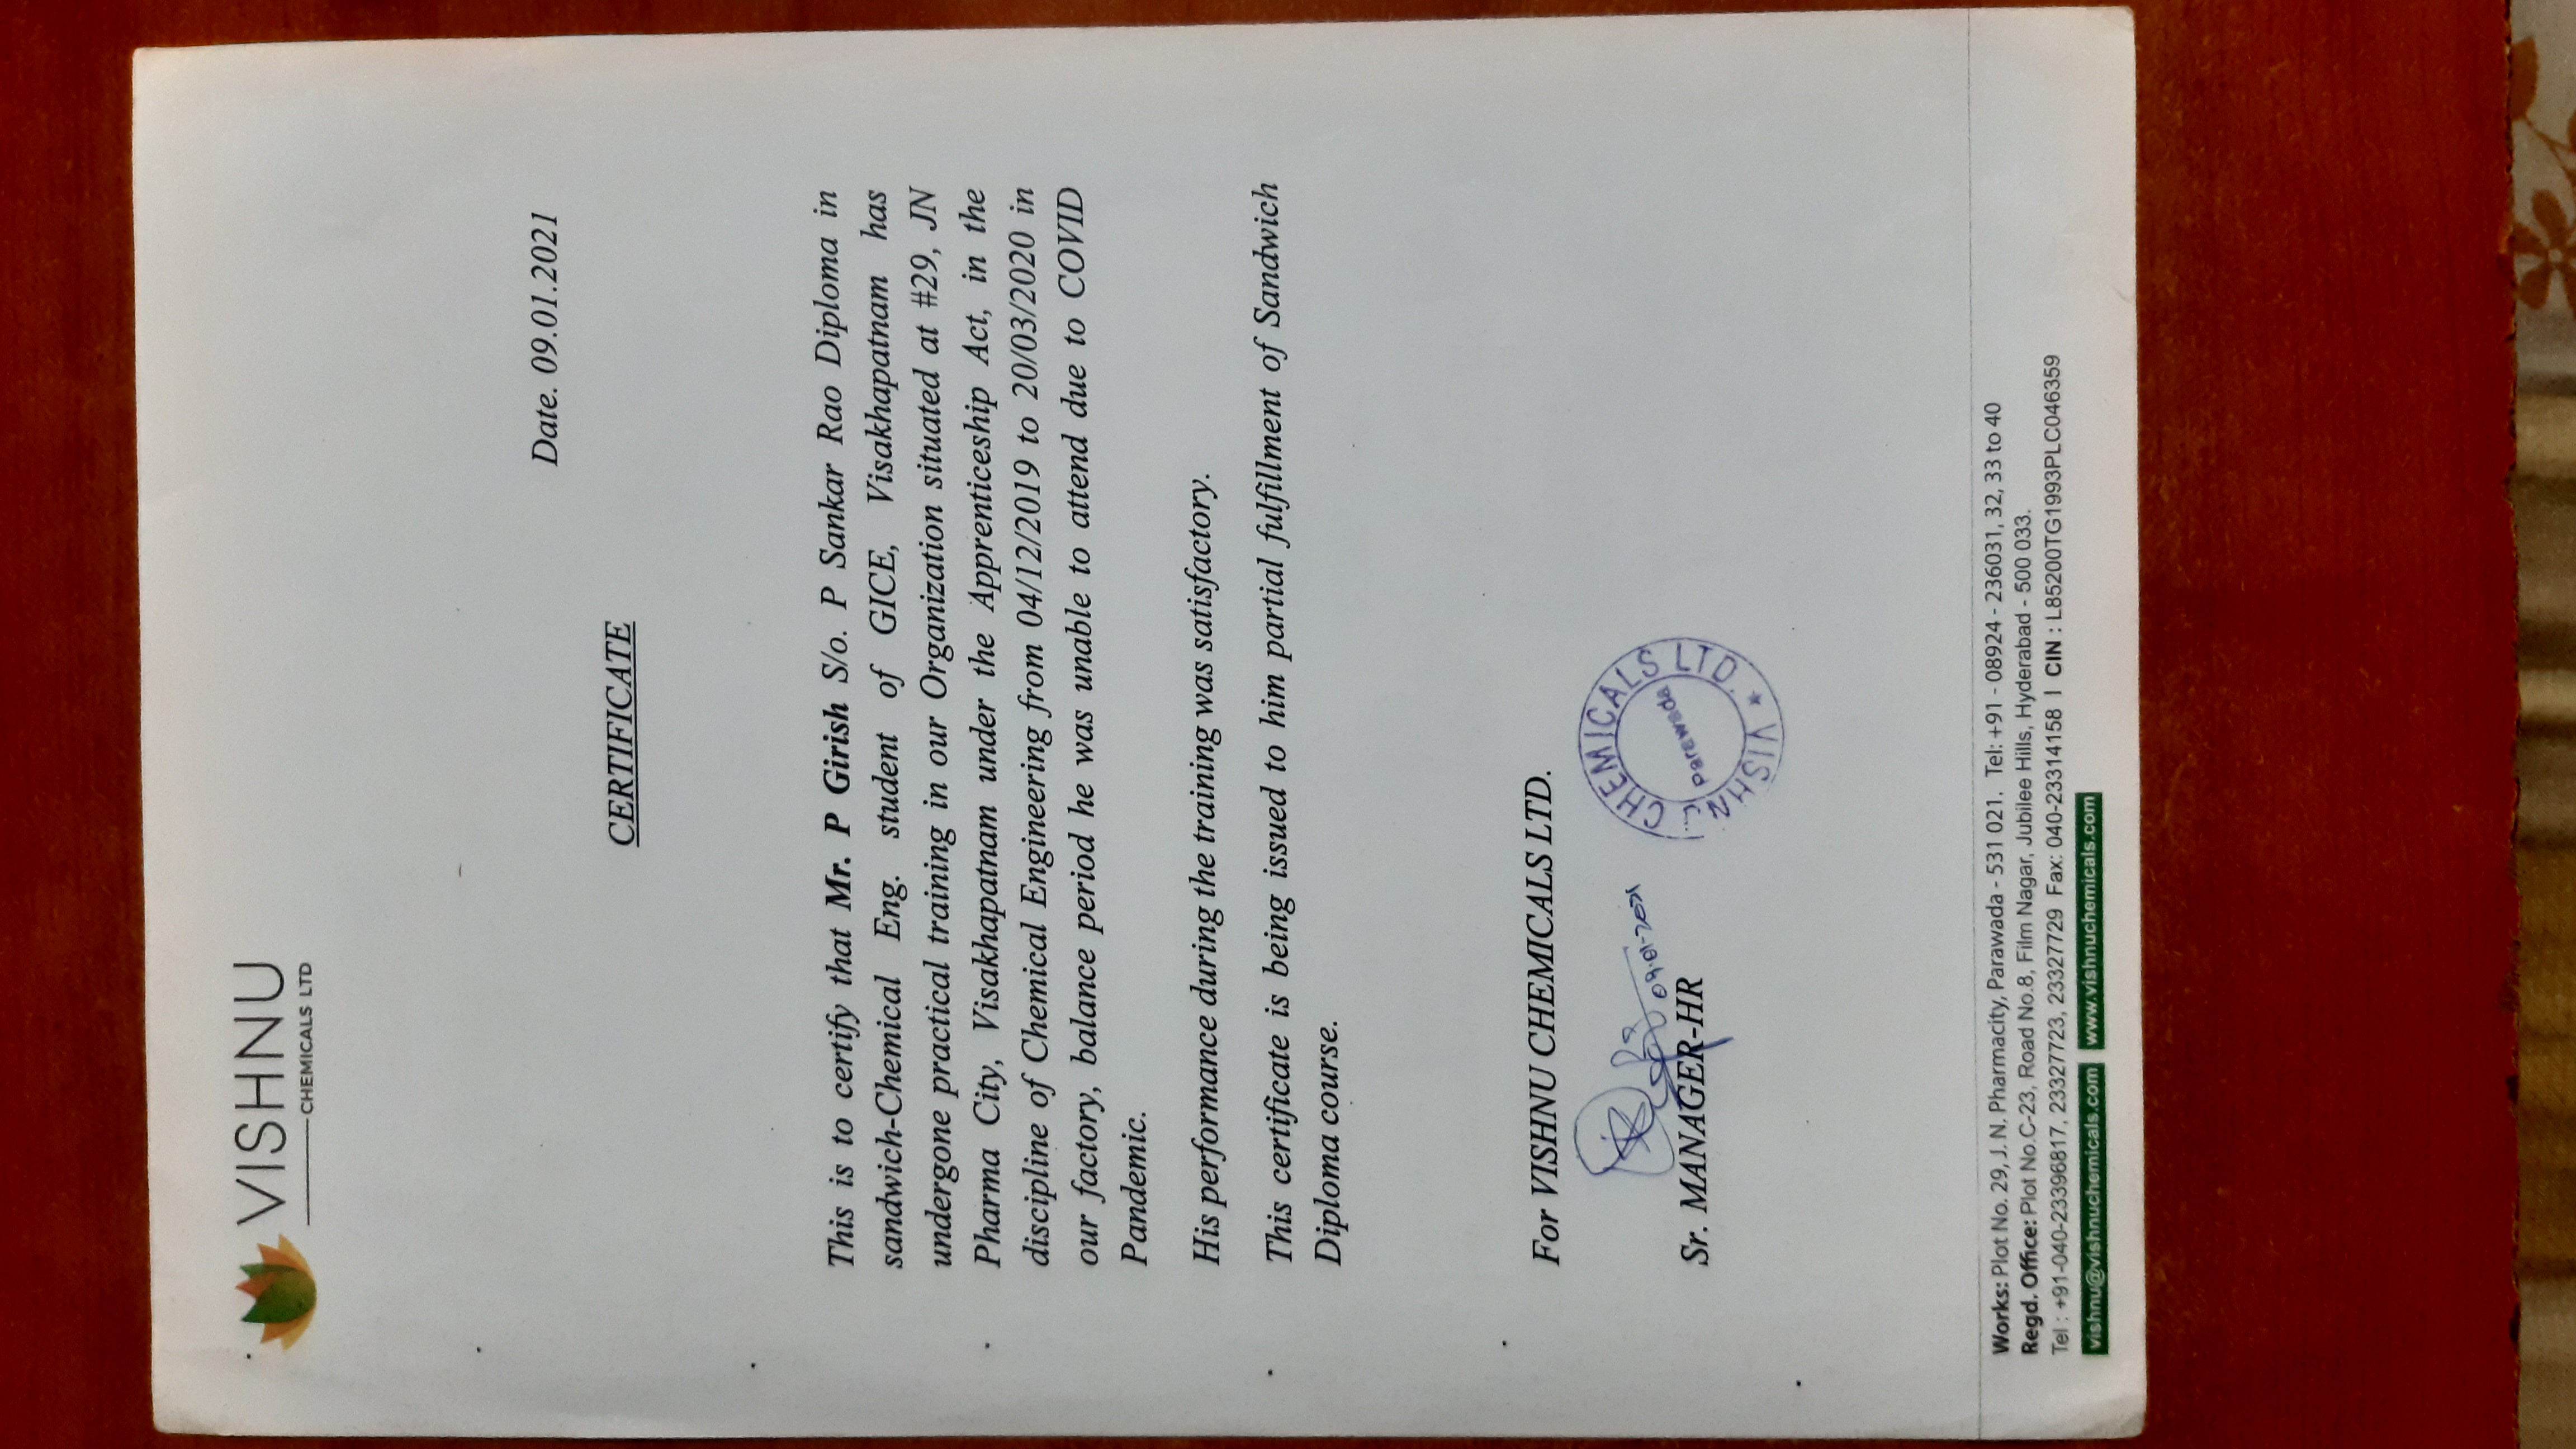 VISHNU
CHEMICALS LTD
Date. 09.01.2021
CERTIFICATE
This is to certify that Mr. P Girish S/o. P Sankar Rao Diploma in
sandwich-Chemical Eng. student of GICE, Visakhapatnam has
undergone practical training in our Organization situated at #29, JN
Pharma City, Visakhapatnam under the Apprenticeship Act, in the
discipline of Chemical Engineering from 04/12/2019 to 20/03/2020 in
our factory, balance period he was unable to attend due to COVID
Pandemic.
His performance during the training was satisfactory.
This certificate is being issued to him partial fulfillment of Sandwich
Diploma course.
For VISHNU CHEMICALS LTD.
09-01-2021
Sr. MANAGER-HR
VISHNU CHEMICALS LTD. *
Parawada
Works: Plot No. 29, J. N. Pharmacity, Parawada - 531 021. Tel: +91 - 08924 - 236031, 32, 33 to 40
Regd. Office: Plot No.C-23, Road No.8, Film Nagar, Jubilee Hills, Hyderabad - 500 033.
Tel : +91-040-23396817, 23327723, 23327729 Fax: 040-23314158 | CIN : L85200TG1993PLC046359
vishnu@vishnuchemicals.com www.vishnuchemicals.com